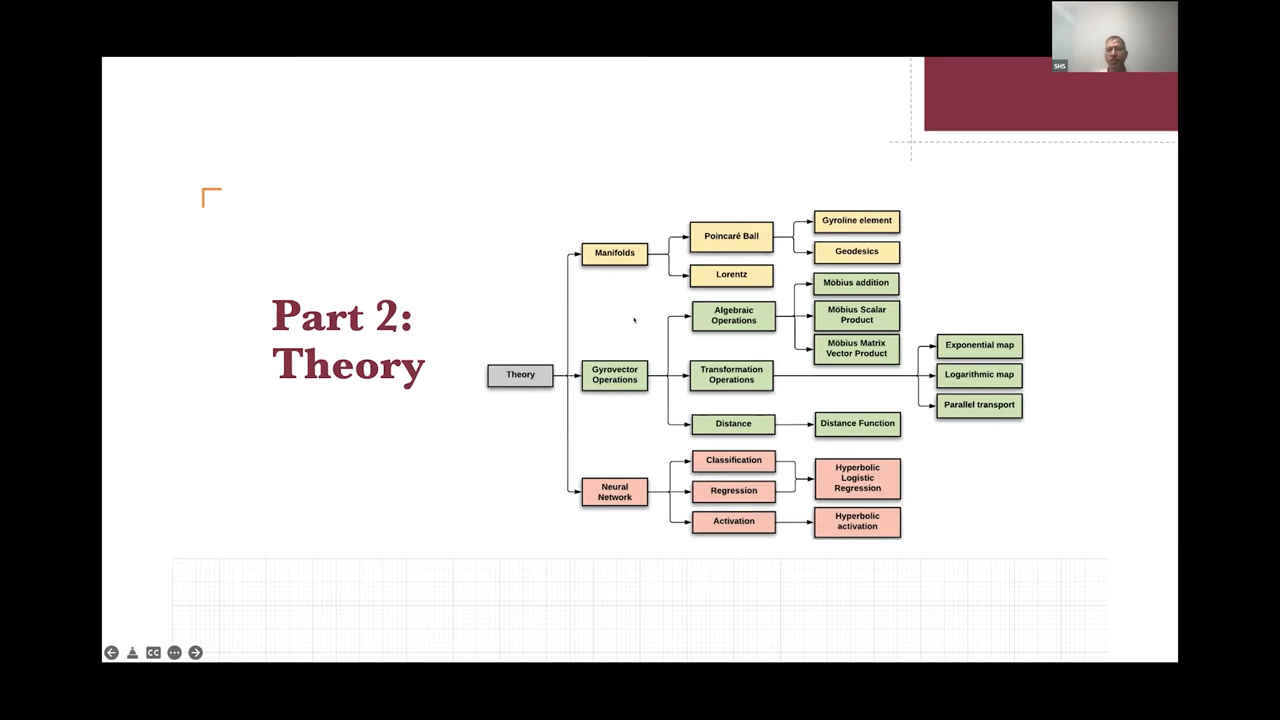 SHS
Part 2:
Theory
Theory
Manifolds
Poincaré Ball
Gyroline element
Geodesics
Lorentz
Gyrovector
Operations
Algebraic
Operations
Möbius addition
Möbius Scalar
Product
Möbius Matrix
Vector Product
Transformation
Operations
Exponential map
Logarithmic map
Parallel transport
Distance
Distance Function
Neural
Network
Classification
Regression
Hyperbolic
Logistic
Regression
Activation
Hyperbolic
activation
CC